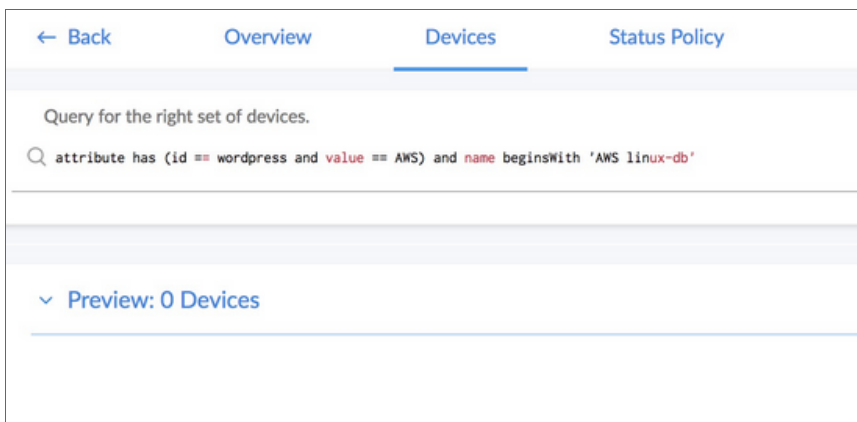 ← Back Overview Devices Status Policy
Query for the right set of devices.
attribute has (id == wordpress and value == AWS) and name beginsWith 'AWS linux-db'
Preview: 0 Devices